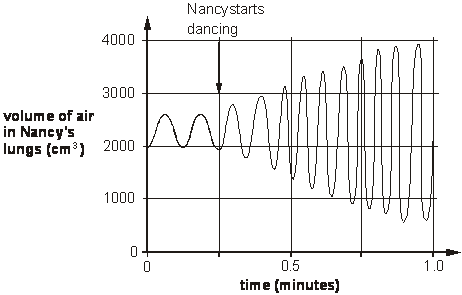 Nancystarts
dancing
4000
3000
2000
1000
0
volume of air
in Nancy's
lungs (cm³)
0
0.5
1.0
time (minutes)